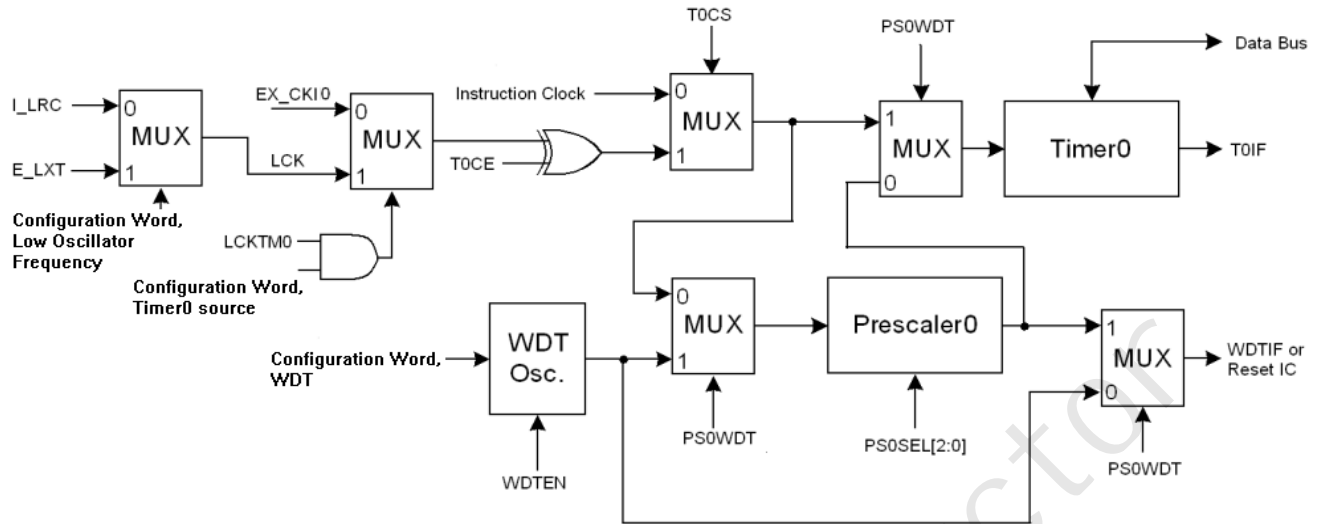 T0CS
PS0WDT
Data Bus
I_LRC
0
MUX
1
E_LXT
EX_CKI0
0
MUX
LCK
1
T0CE
Instruction Clock
0
MUX
1
1
MUX
0
Timer0
T0IF
Configuration Word,
Low Oscillator
Frequency
LCKTM0
Configuration Word,
Timer0 source
Configuration Word,
WDT
WDT
Osc.
WDTEN
0
MUX
1
PS0WDT
Prescaler0
PS0SEL[2:0]
1
MUX
0
PS0WDT
WDTIF or
Reset IC
ctor